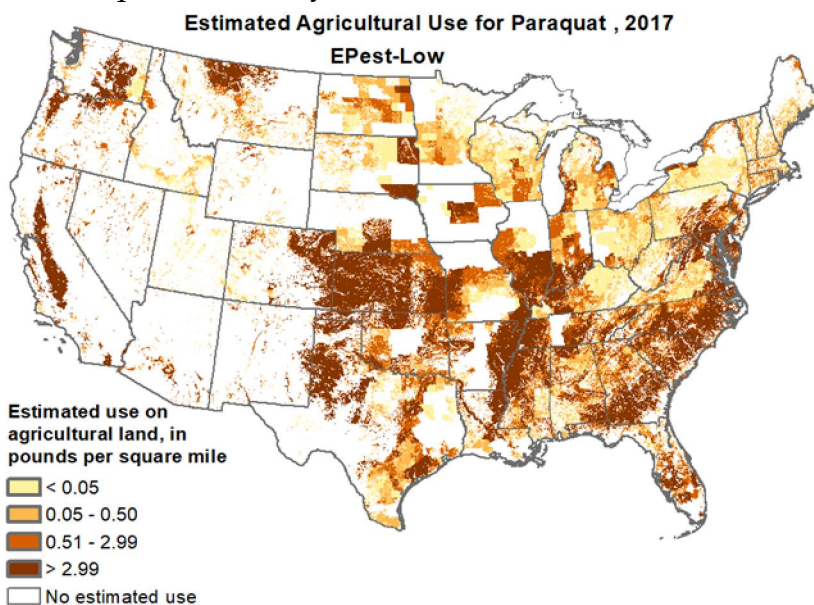 Estimated Agricultural Use for Paraquat , 2017
EPest-Low
Estimated use on
agricultural land, in
pounds per square mile
< 0.05
0.05 - 0.50
0.51 - 2.99
> 2.99
No estimated use